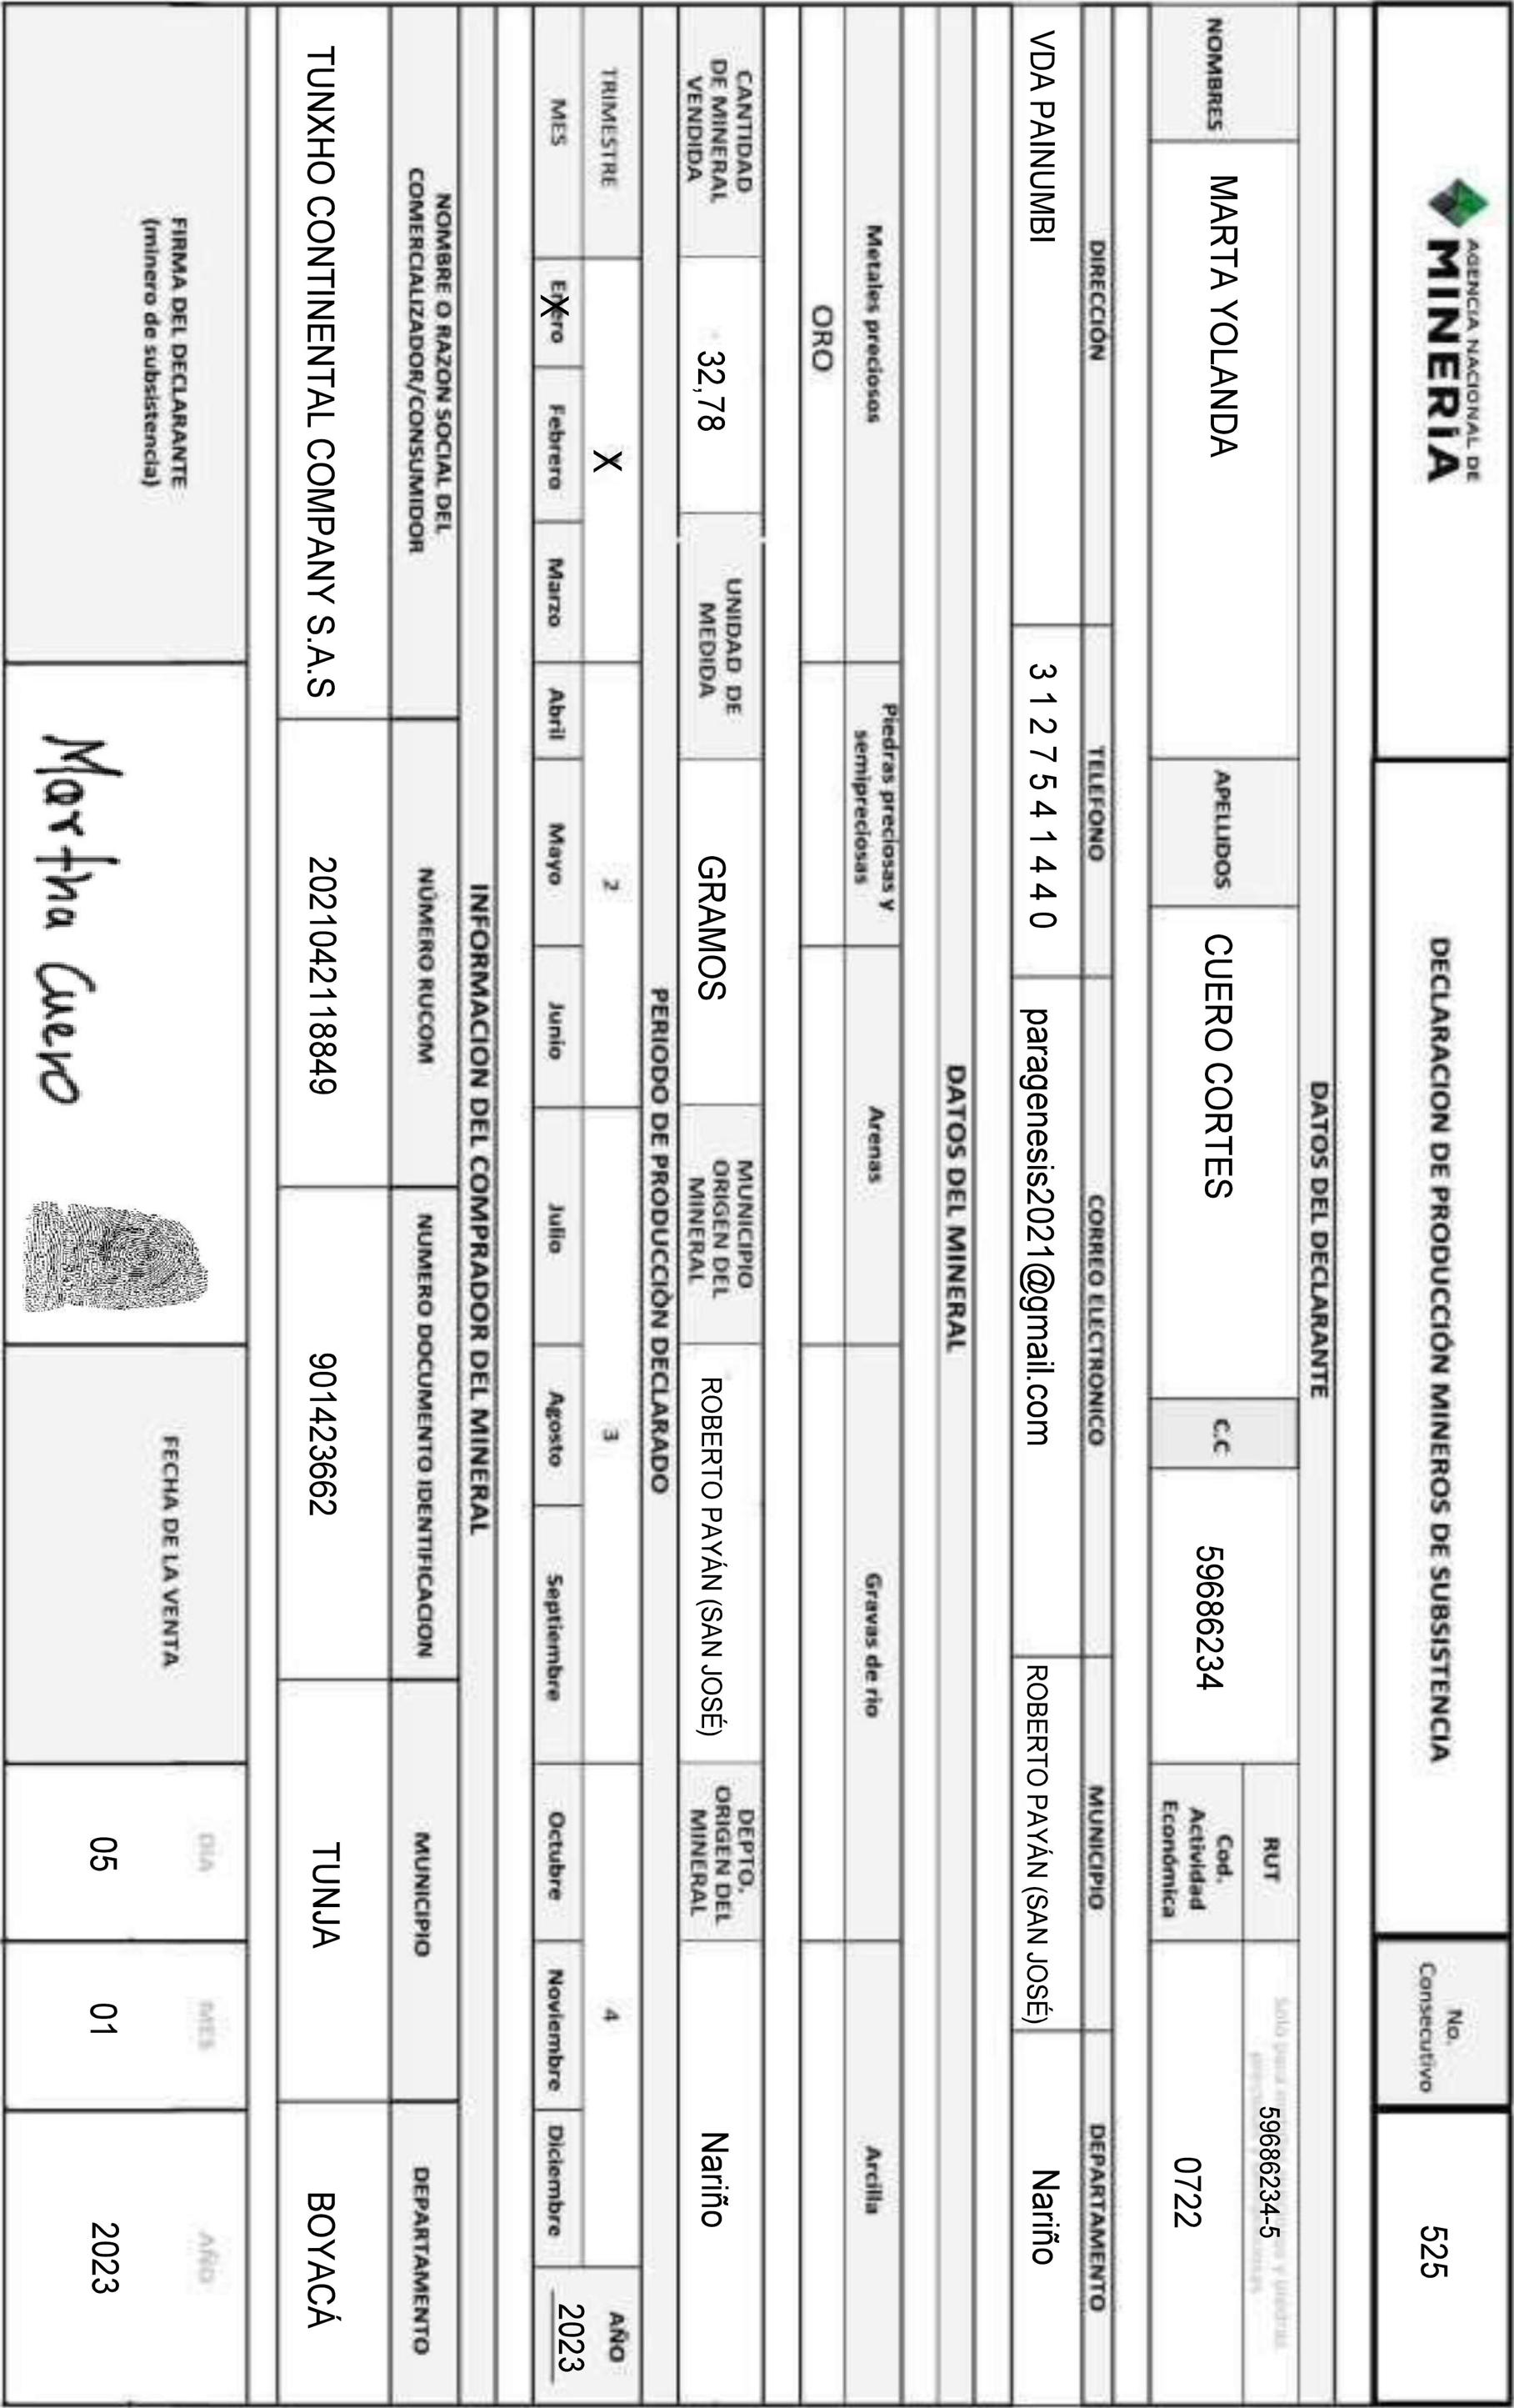 AGENCIA NACIONAL DE
MINERÍA
DECLARACION DE PRODUCCIÓN MINEROS DE SUBSISTENCIA
No.
Consecutivo
525
DATOS DEL DECLARANTE
NOMBRES
MARTA YOLANDA
APELLIDOS
CUERO CORTES
C.C
59686234
RUT
59686234-5
Cod.
Actividad
Económica
0722
DIRECCIÓN
TELEFONO
CORREO ELECTRONICO
MUNICIPIO
DEPARTAMENTO
VDA PAINUMBI
3 1 2 7 5 4 1 4 4 0
paragenesis2021@gmail.com
ROBERTO PAYÁN (SAN JOSÉ)
Nariño
DATOS DEL MINERAL
Metales preciosos
Piedras preciosas y
semipreciosas
Arenas
Gravas de rio
Arcilla
ORO
CANTIDAD
DE MINERAL
VENDIDA
32,78
UNIDAD DE
MEDIDA
GRAMOS
MUNICIPIO
ORIGEN DEL
MINERAL
ROBERTO PAYÁN (SAN JOSÉ)
DEPTO.
ORIGEN DEL
MINERAL
Nariño
PERIODO DE PRODUCCIÓN DECLARADO
TRIMESTRE
X
2
3
4
AÑO
MES
Enero
X
Febrero
Marzo
Abril
Mayo
Junio
Julio
Agosto
Septiembre
Octubre
Noviembre
Diciembre
2023
INFORMACION DEL COMPRADOR DEL MINERAL
NOMBRE O RAZON SOCIAL DEL
COMERCIALIZADOR/CONSUMIDOR
NÚMERO RUCOM
NUMERO DOCUMENTO IDENTIFICACION
MUNICIPIO
DEPARTAMENTO
TUNXHO CONTINENTAL COMPANY S.A.S
2021042118849
901423662
TUNJA
BOYACÁ
FIRMA DEL DECLARANTE
(minero de subsistencia)
Martha Cuero
FECHA DE LA VENTA
DIA
MES
AÑO
05
01
2023